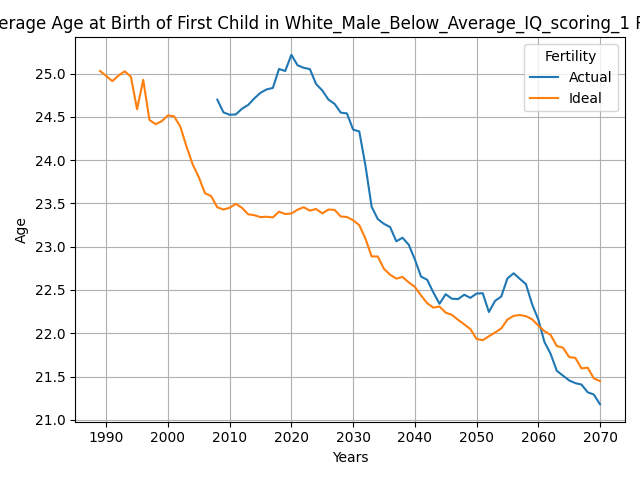 verage Age at Birth of First Child in White_Male_Below_Average_IQ_scoring_1
Fertility
Actual
Ideal
25.0
24.5
24.0
23.5
23.0
22.5
22.0
21.5
21.0
Age
1990 2000 2010 2020 2030 2040 2050 2060 2070
Years